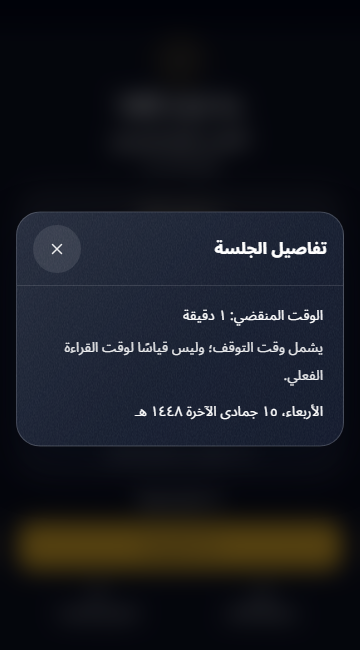 تفاصيل الجلسة
الوقت المنقضي: ١ دقيقة
يشمل وقت التوقف؛ وليس قياسًا لوقت القراءة
الفعلي.
الأربعاء، ١٥ جمادى الآخرة ١٤٤٨ هـ